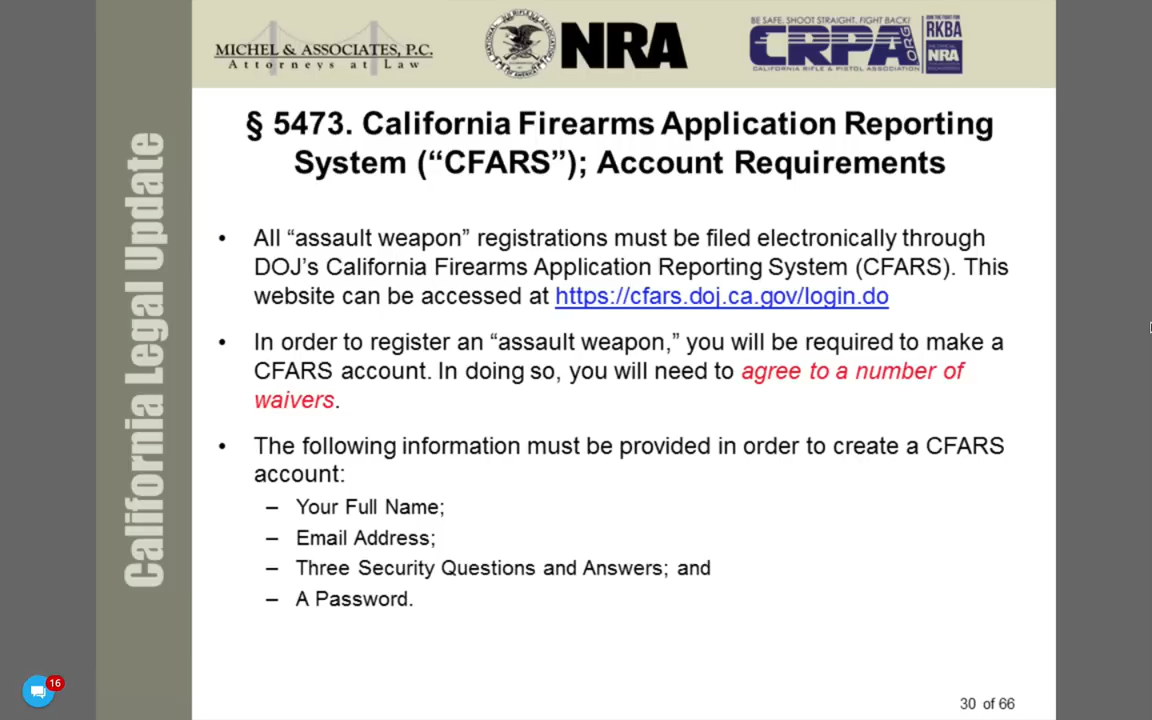 MICHEL & ASSOCIATES, P.C.
Attorneys at Law
NRA
BE SAFE. SHOOT STRAIGHT. FIGHT BACK!
CRPA.ORG
CALIFORNIA RIFLE & PISTOL ASSOCIATION
RKBA
NRA
California Legal Update
§ 5473. California Firearms Application Reporting
System (“CFARS”); Account Requirements
• All “assault weapon” registrations must be filed electronically through
DOJ’s California Firearms Application Reporting System (CFARS). This
website can be accessed at https://cfars.doj.ca.gov/login.do
• In order to register an “assault weapon,” you will be required to make a
CFARS account. In doing so, you will need to agree to a number of
waivers.
• The following information must be provided in order to create a CFARS
account:
– Your Full Name;
– Email Address;
– Three Security Questions and Answers; and
– A Password.
16
30 of 66